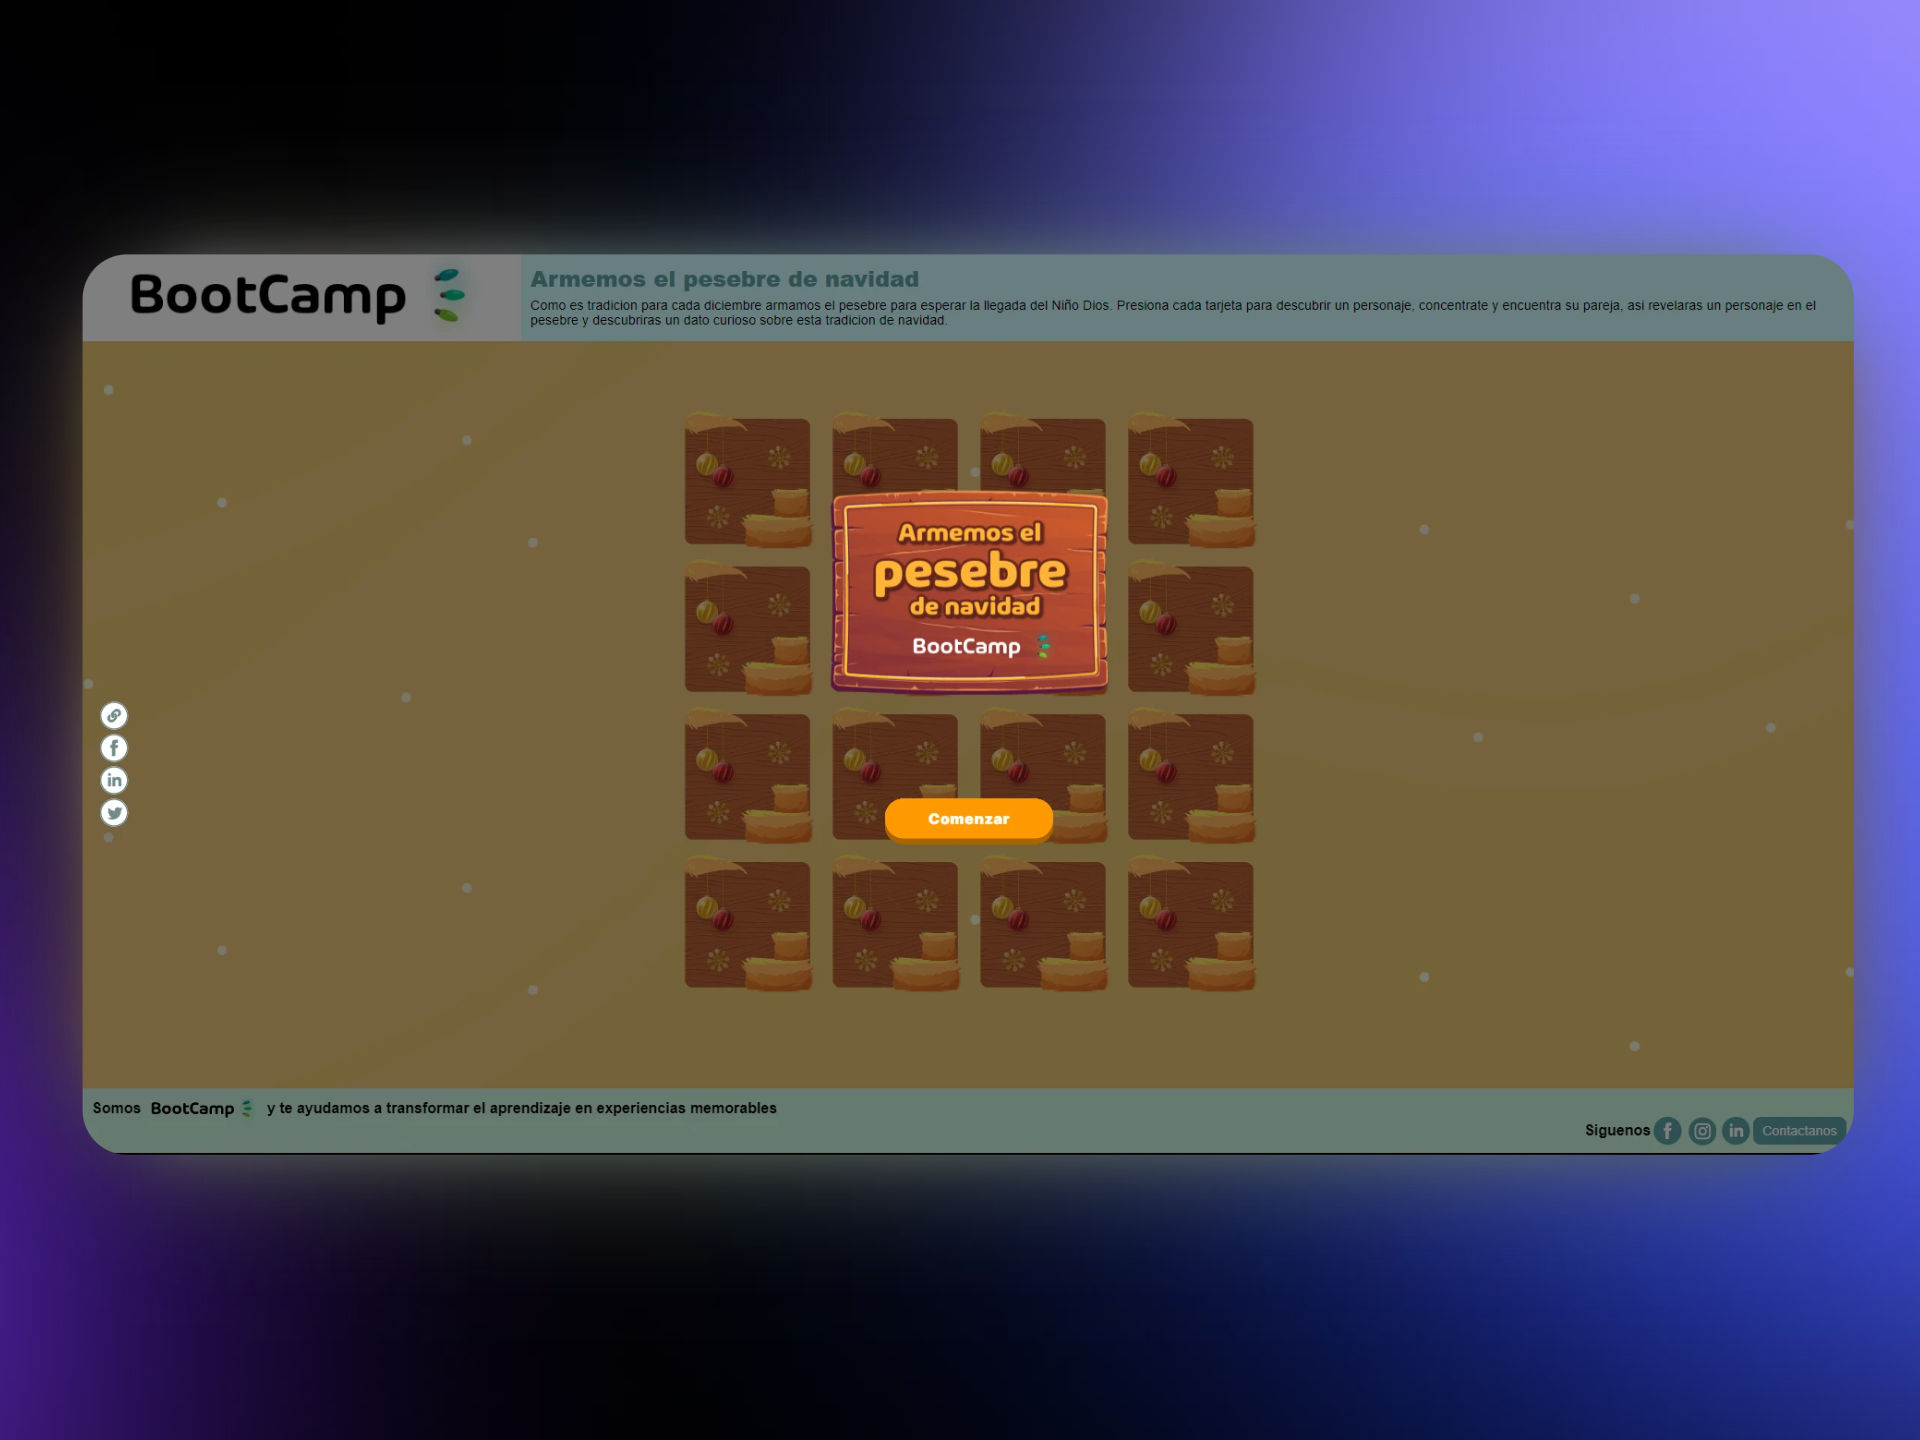 BootCamp
Armemos el pesebre de navidad
Como es tradicion para cada diciembre armamos el pesebre para esperar la llegada del Niño Dios. Presiona cada tarjeta para descubrir un personaje, concentrate y encuentra su pareja, asi revelaras un personaje en el
pesebre y descubriras un dato curioso sobre esta tradicion de navidad.
Armemos el
pesebre
de navidad
BootCamp
Comenzar
Somos BootCamp y te ayudamos a transformar el aprendizaje en experiencias memorables
Siguenos
Contactanos